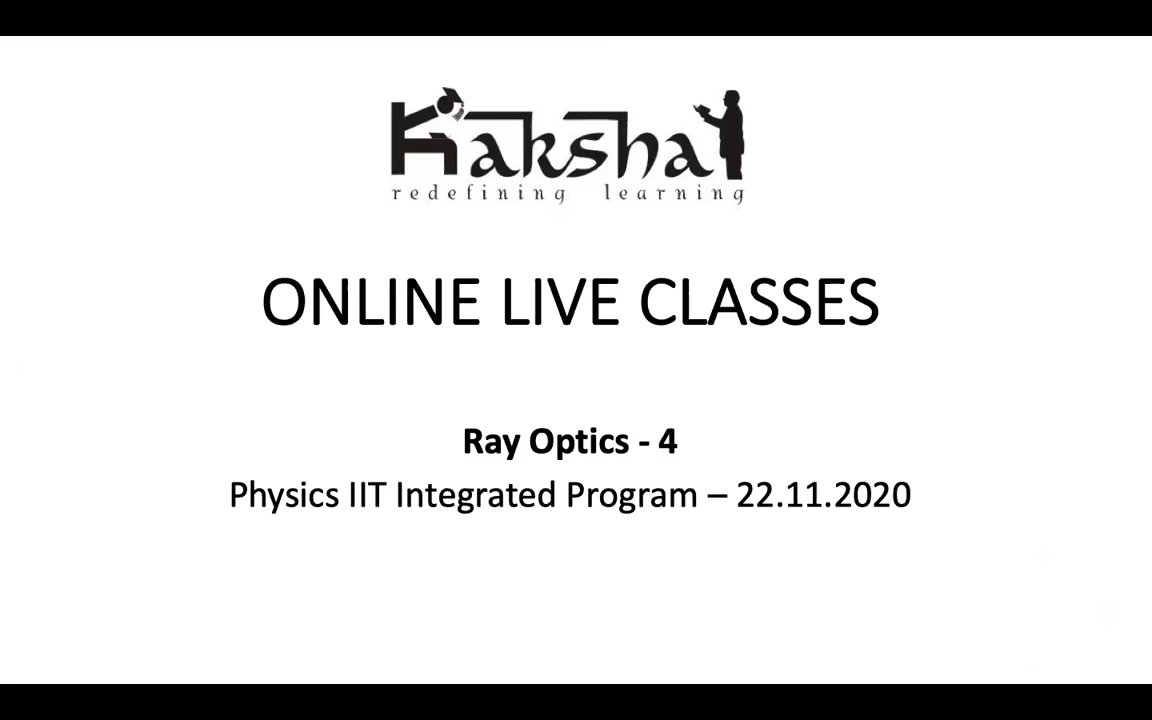 Kaksha
redefining learning
ONLINE LIVE CLASSES
Ray Optics - 4
Physics IIT Integrated Program – 22.11.2020